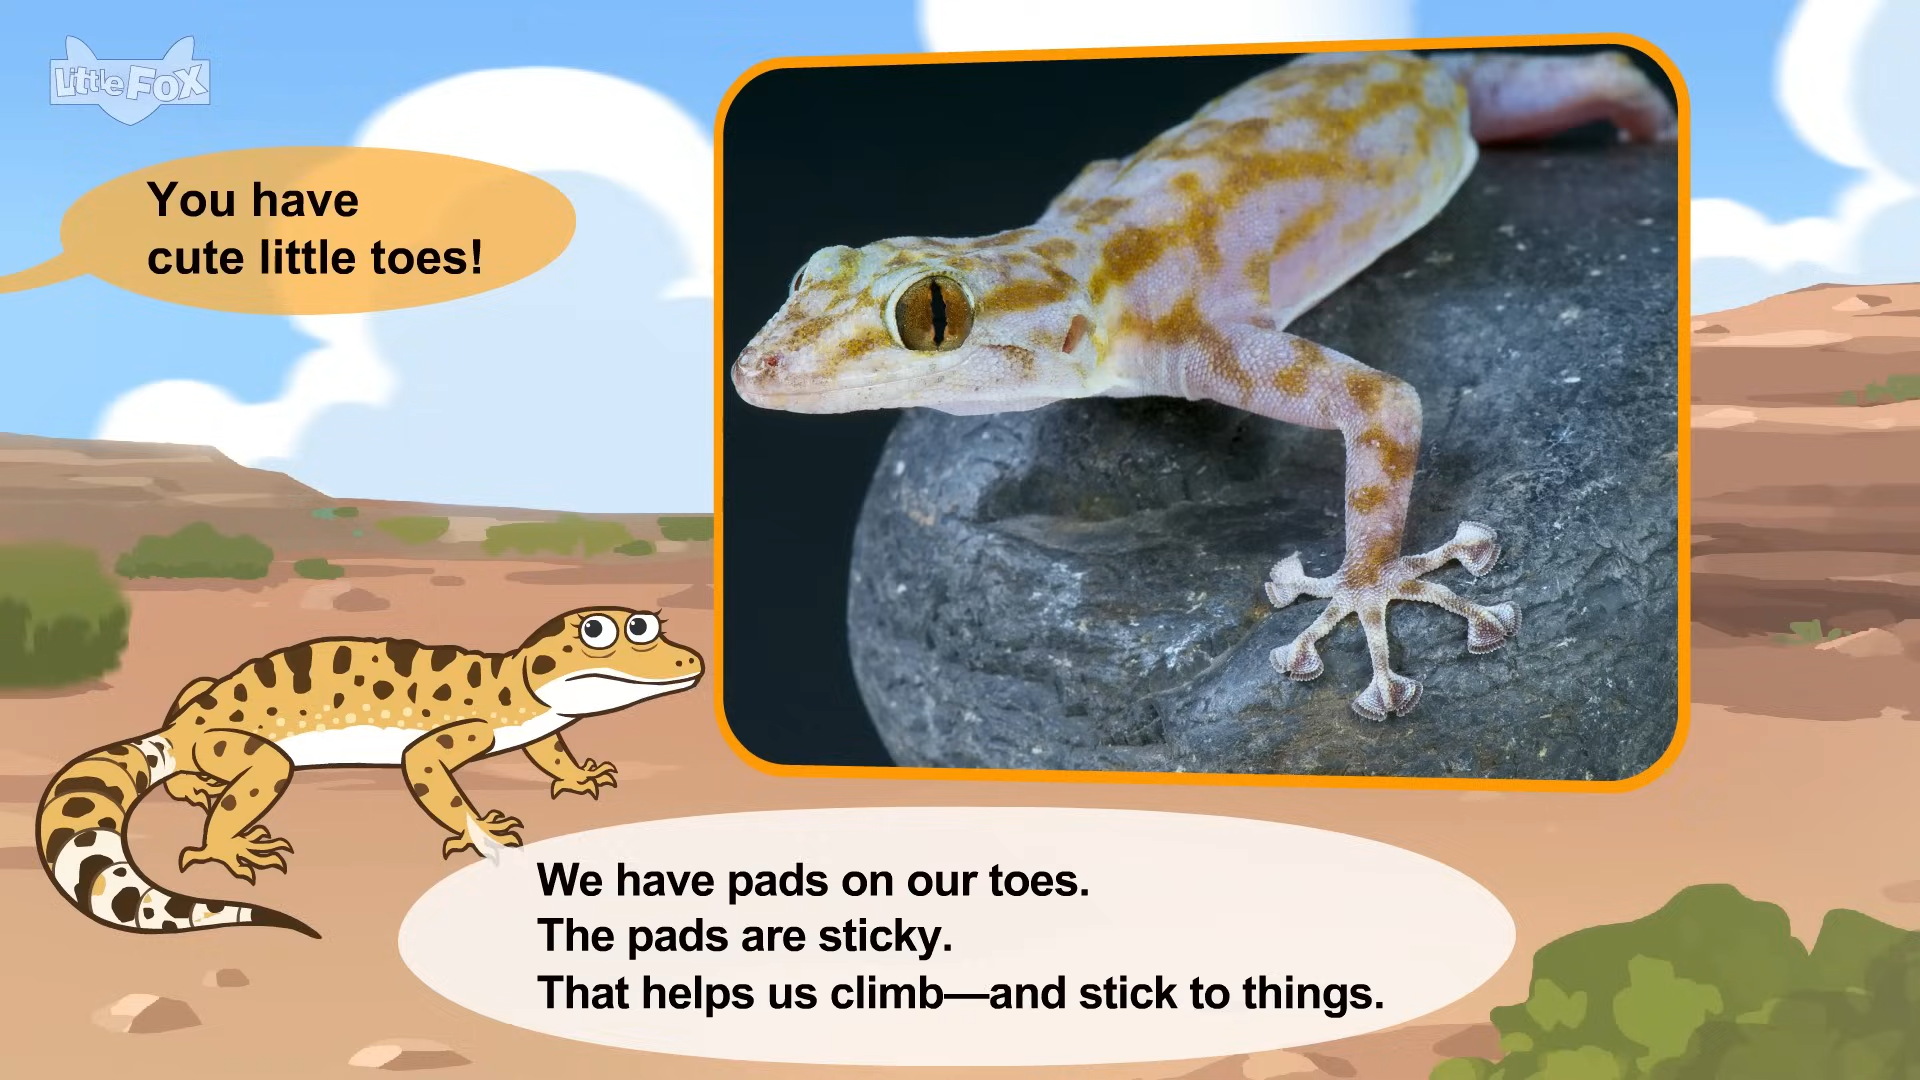 Little Fox
You have
cute little toes!
We have pads on our toes.
The pads are sticky.
That helps us climb—and stick to things.